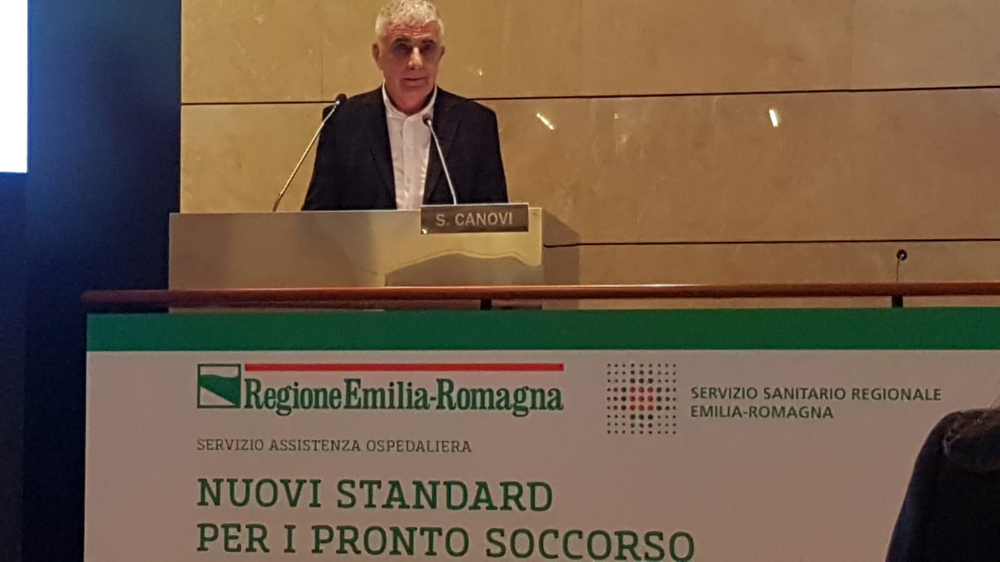 S. CANOVI
RegioneEmilia-Romagna
SERVIZIO SANITARIO REGIONALE
EMILIA-ROMAGNA
SERVIZIO ASSISTENZA OSPEDALIERA
NUOVI STANDARD
PER I PRONTO SOCCORSO